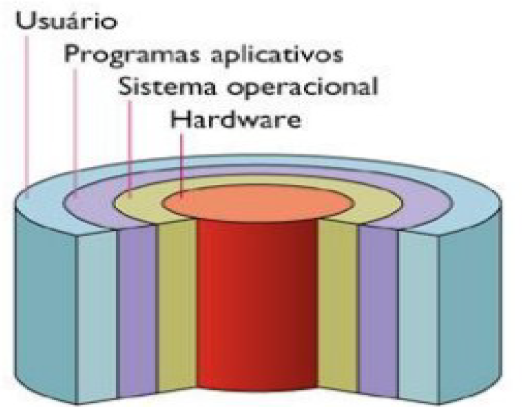 Usuário
Programas aplicativos
Sistema operacional
Hardware